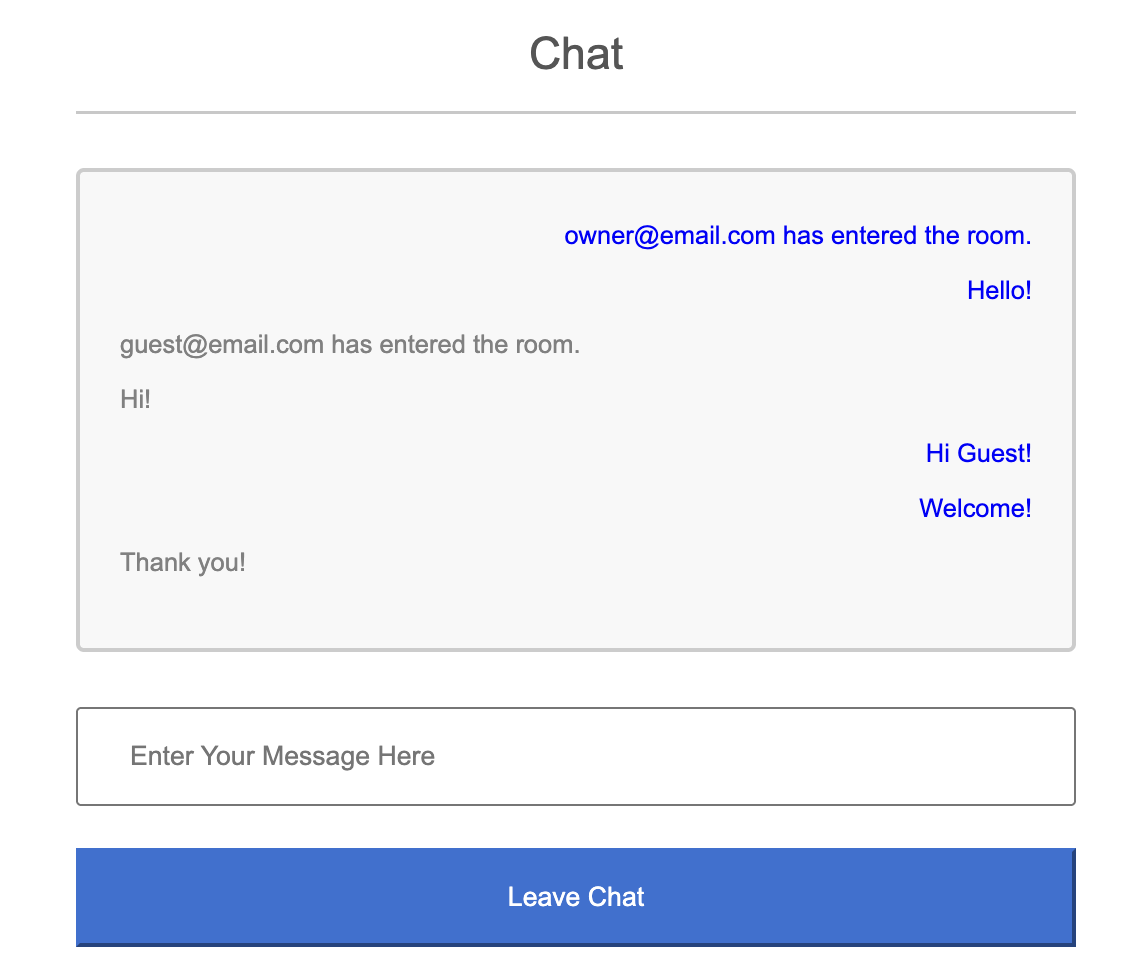 Chat
owner@email.com has entered the room.
Hello!
guest@email.com has entered the room.
Hi!
Hi Guest!
Welcome!
Thank you!
Enter Your Message Here
Leave Chat